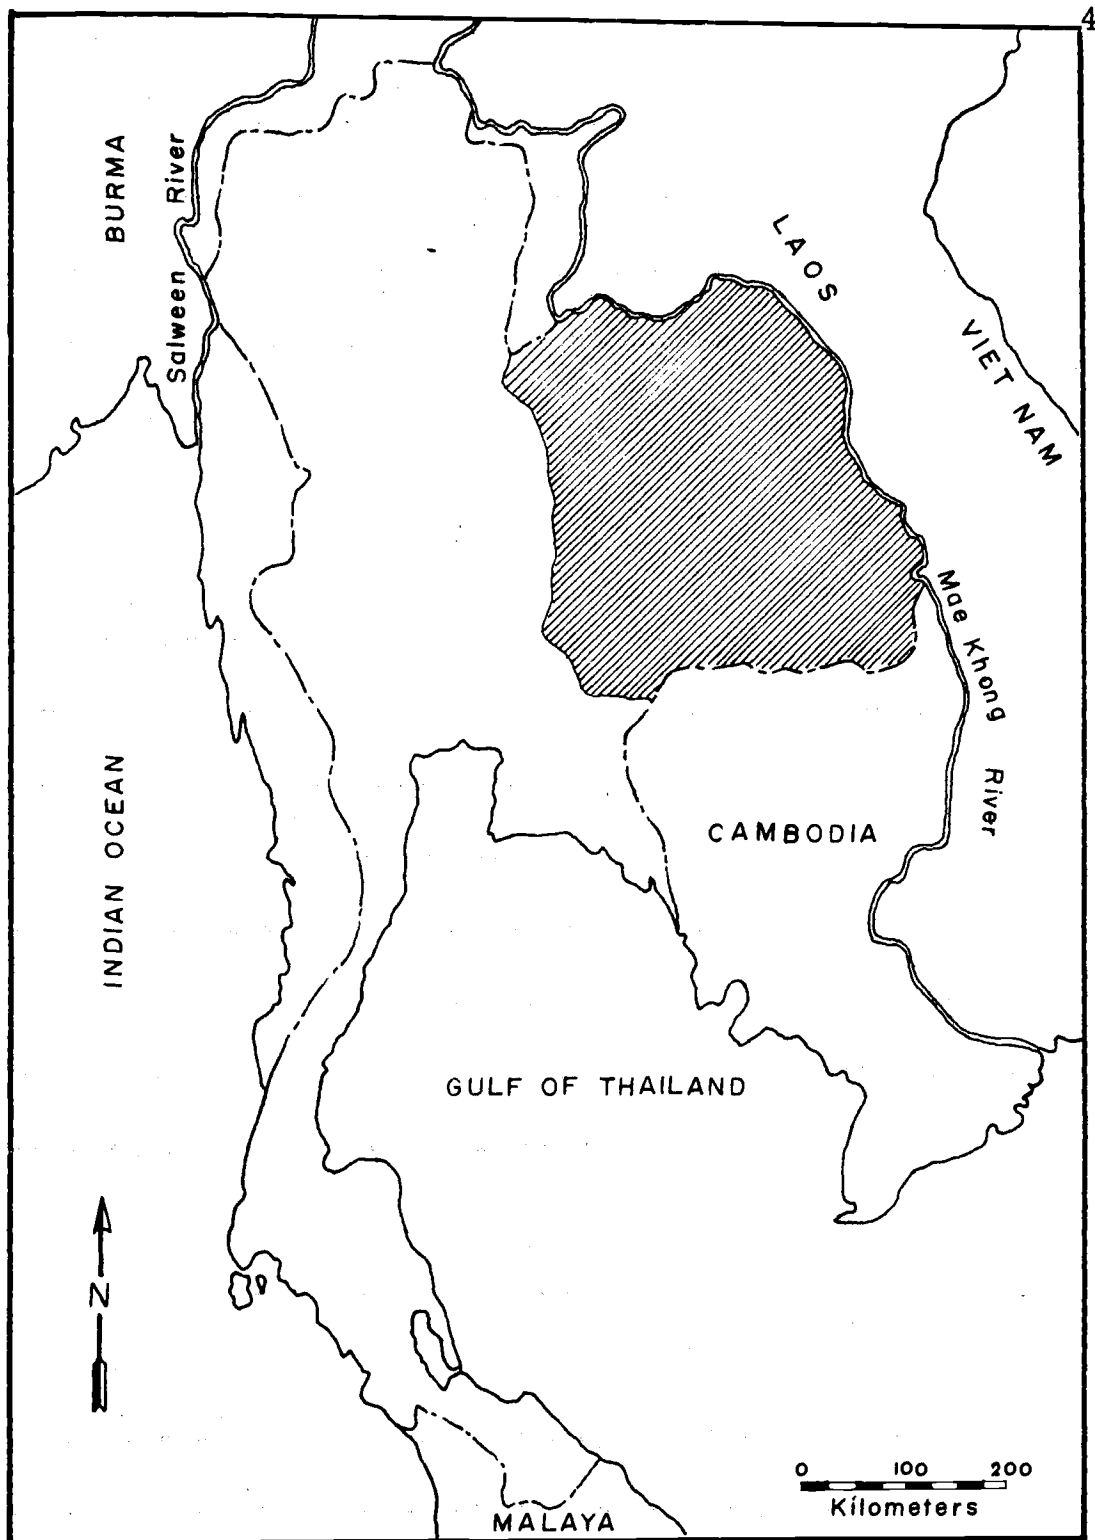 4
BURMA
Salween River
LAOS
VIET NAM
Mae Khong River
INDIAN OCEAN
CAMBODIA
GULF OF THAILAND
N
0 100 200
Kilometers
MALAYA